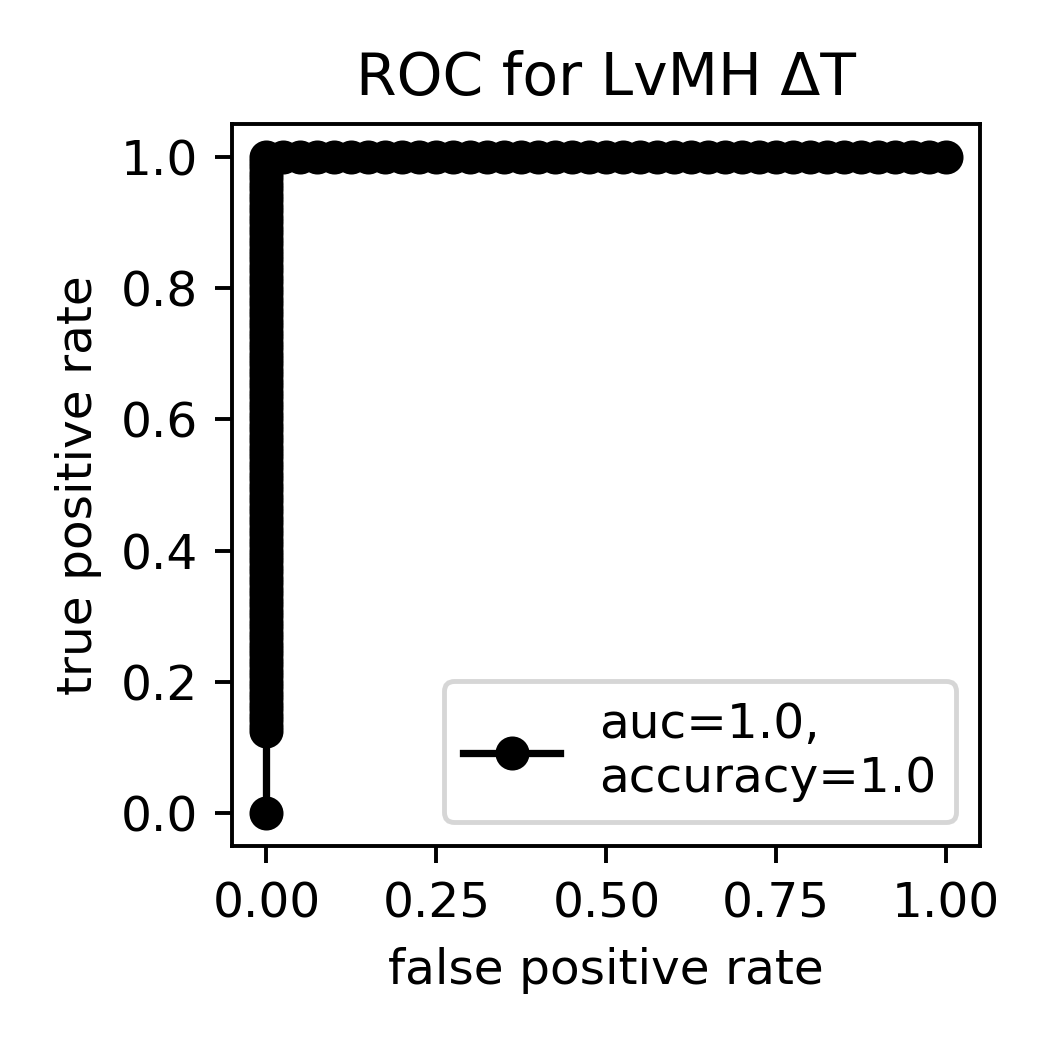 ROC for LvMH ΔT
true positive rate
1.0
0.8
0.6
0.4
0.2
0.0
auc=1.0,
accuracy=1.0
0.00 0.25 0.50 0.75 1.00
false positive rate